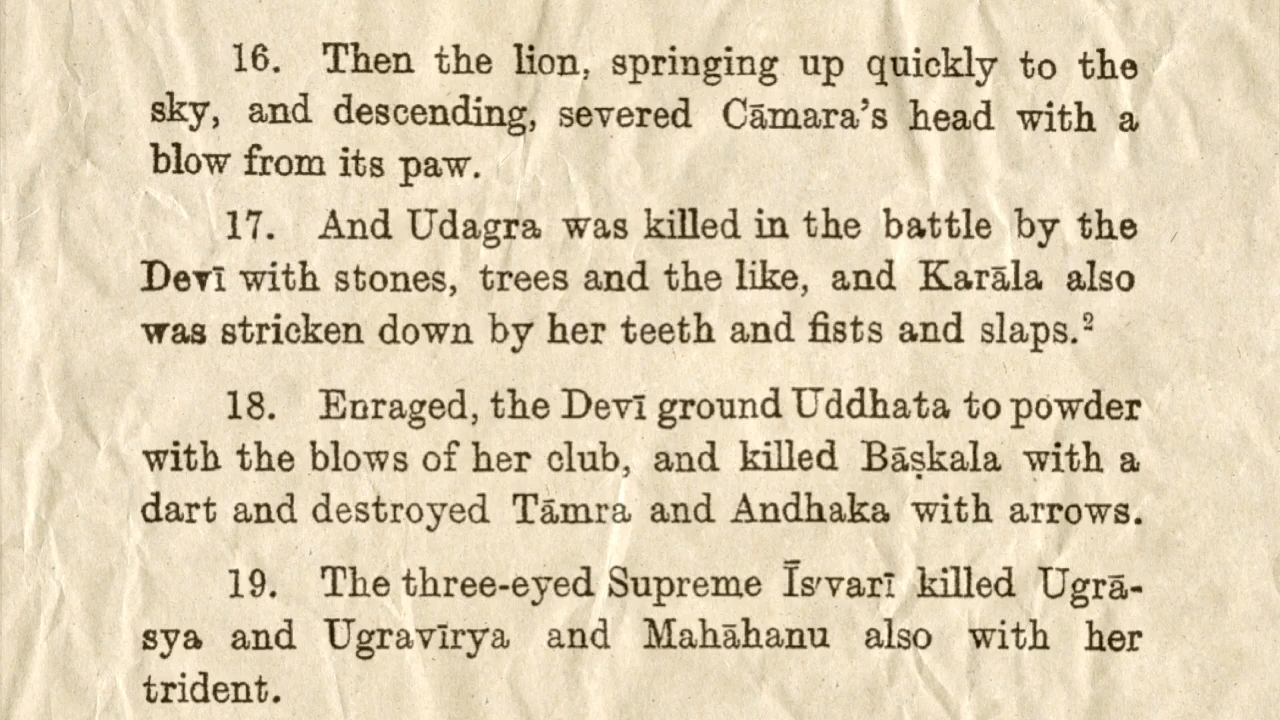 16. Then the lion, springing up quickly to the
sky, and descending, severed Cāmara's head with a
blow from its paw.
17. And Udagra was killed in the battle by the
Devī with stones, trees and the like, and Karāla also
was stricken down by her teeth and fists and slaps.²
18. Enraged, the Devī ground Uddhata to powder
with the blows of her club, and killed Bāṣkala with a
dart and destroyed Tāmra and Andhaka with arrows.
19. The three-eyed Supreme Īs′varī killed Ugrā-
sya and Ugravīrya and Mahāhanu also with her
trident.